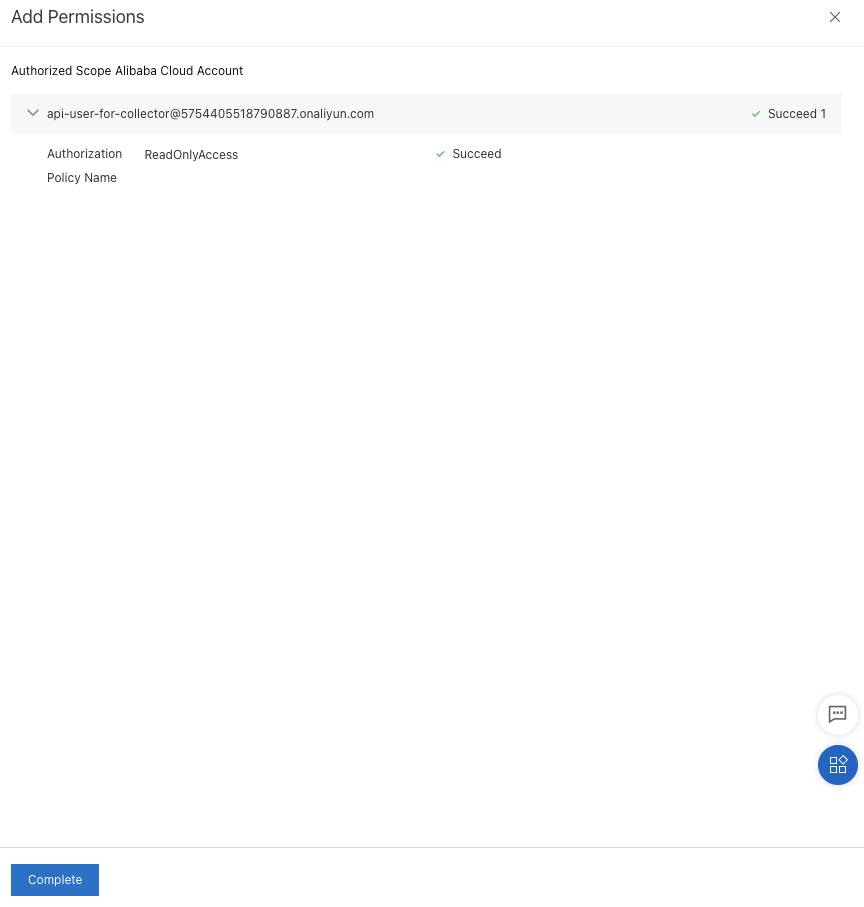 Add Permissions
Authorized Scope Alibaba Cloud Account
api-user-for-collector@5754405518790887.onaliyun.com Succeed 1
Authorization ReadOnlyAccess Succeed
Policy Name
Complete